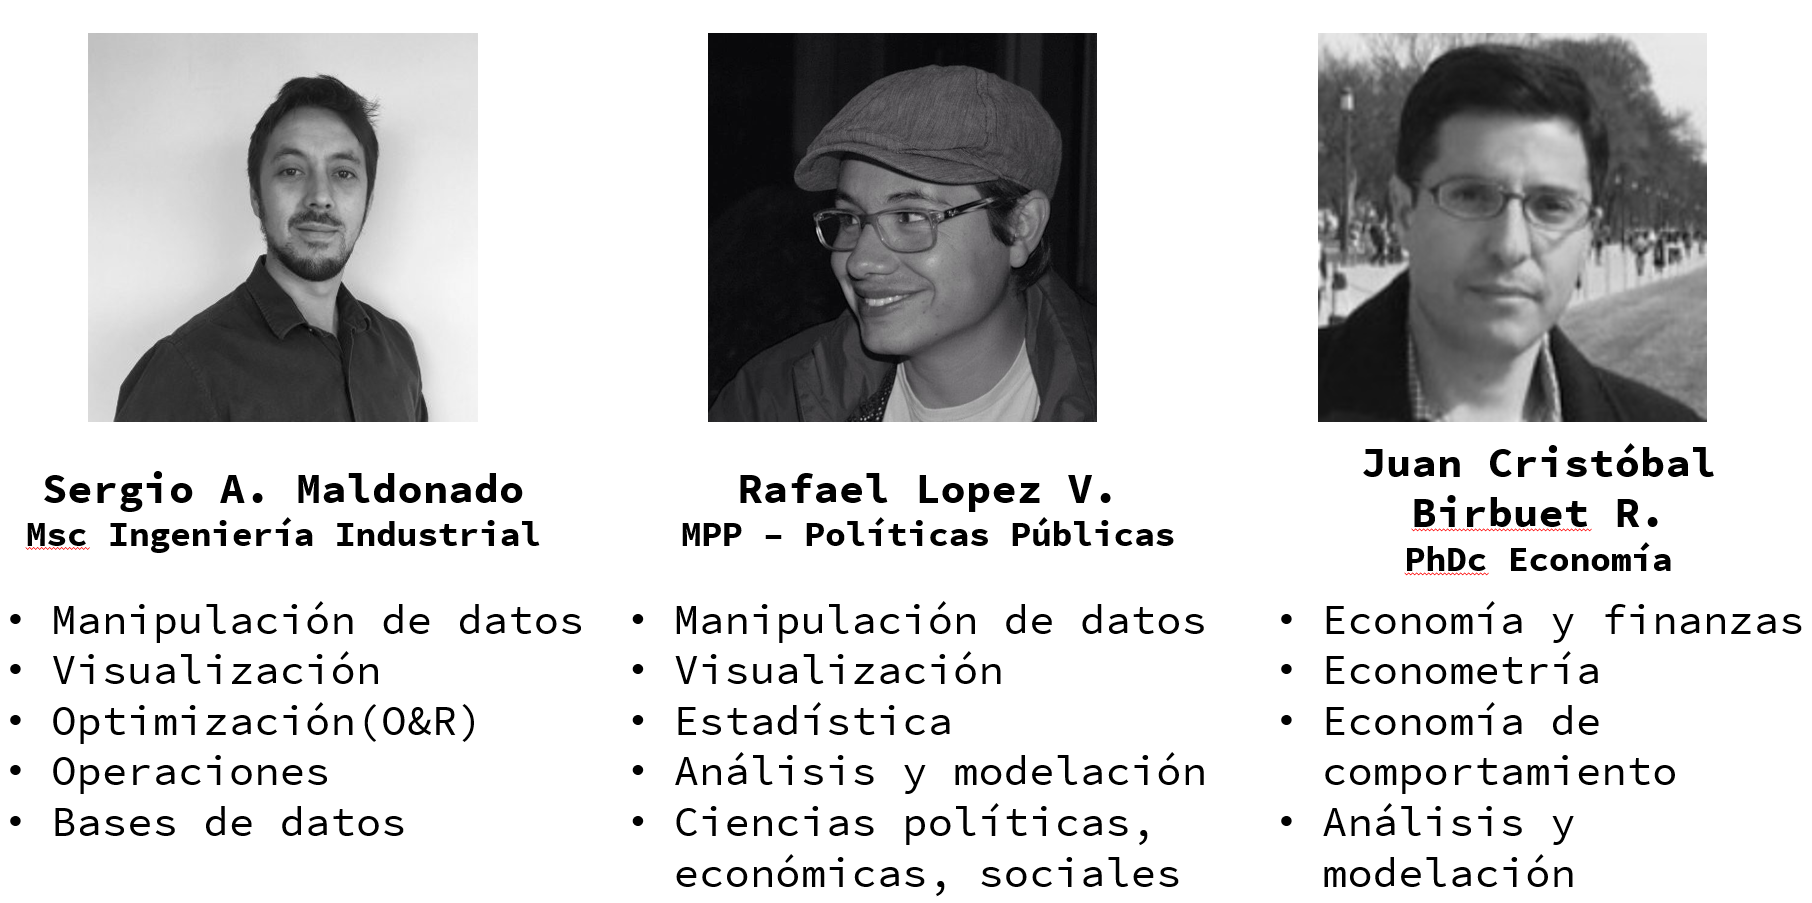 Sergio A. Maldonado
Msc Ingeniería Industrial
• Manipulación de datos
• Visualización
• Optimización(O&R)
• Operaciones
• Bases de datos
Rafael Lopez V.
MPP – Políticas Públicas
• Manipulación de datos
• Visualización
• Estadística
• Análisis y modelación
• Ciencias políticas,
económicas, sociales
Juan Cristóbal
Birbuet R.
PhDc Economía
• Economía y finanzas
• Econometría
• Economía de
comportamiento
• Análisis y
modelación